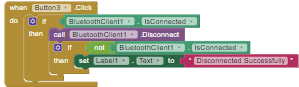 when Button3 .Click
do if BluetoothClient1 . IsConnected
then call BluetoothClient1 .Disconnect
if not BluetoothClient1 . IsConnected
then set Label1 . Text to " Disconnected Successfully "